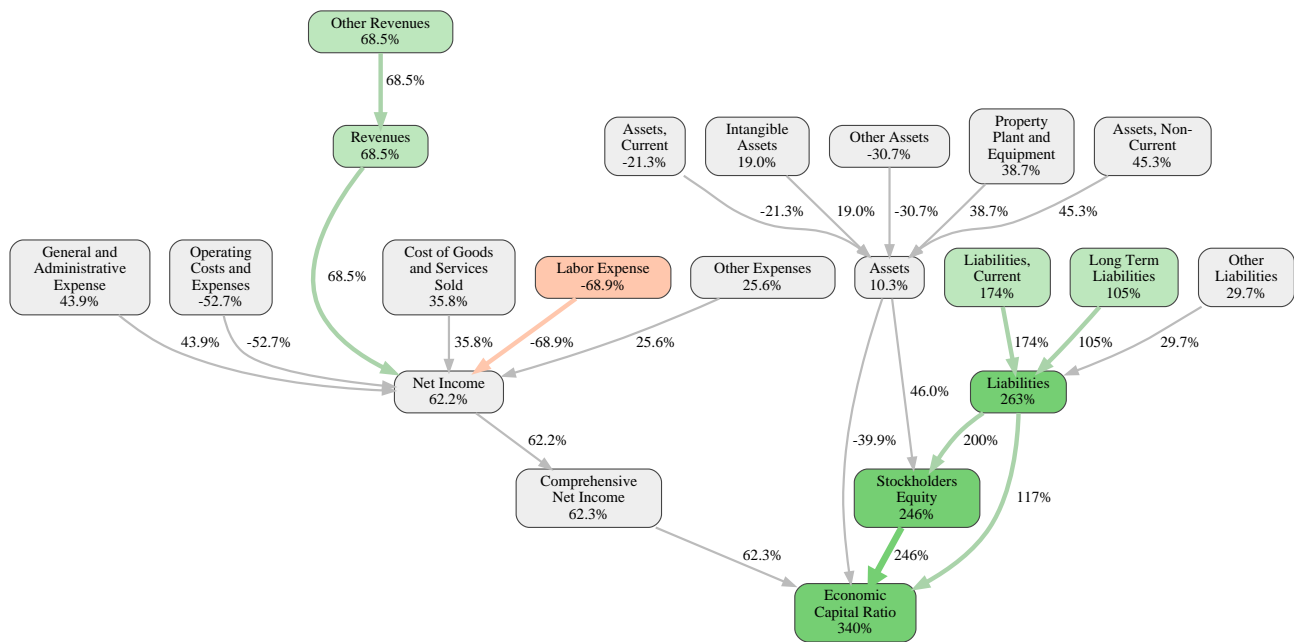 Other Revenues
68.5%
68.5%
Revenues
68.5%
Assets,
Current
-21.3%
Intangible
Assets
19.0%
Other Assets
-30.7%
Property
Plant and
Equipment
38.7%
Assets, Non-
Current
45.3%
-21.3%
19.0%
-30.7%
38.7%
45.3%
General and
Administrative
Expense
43.9%
Operating
Costs and
Expenses
-52.7%
68.5%
Cost of Goods
and Services
Sold
35.8%
Labor Expense
-68.9%
Other Expenses
25.6%
Assets
10.3%
Liabilities,
Current
174%
Long Term
Liabilities
105%
Other
Liabilities
29.7%
43.9%
-52.7%
35.8%
-68.9%
25.6%
174%
105%
29.7%
Net Income
62.2%
46.0%
Liabilities
263%
62.2%
-39.9%
200%
Comprehensive
Net Income
62.3%
Stockholders
Equity
246%
117%
62.3%
246%
Economic
Capital Ratio
340%